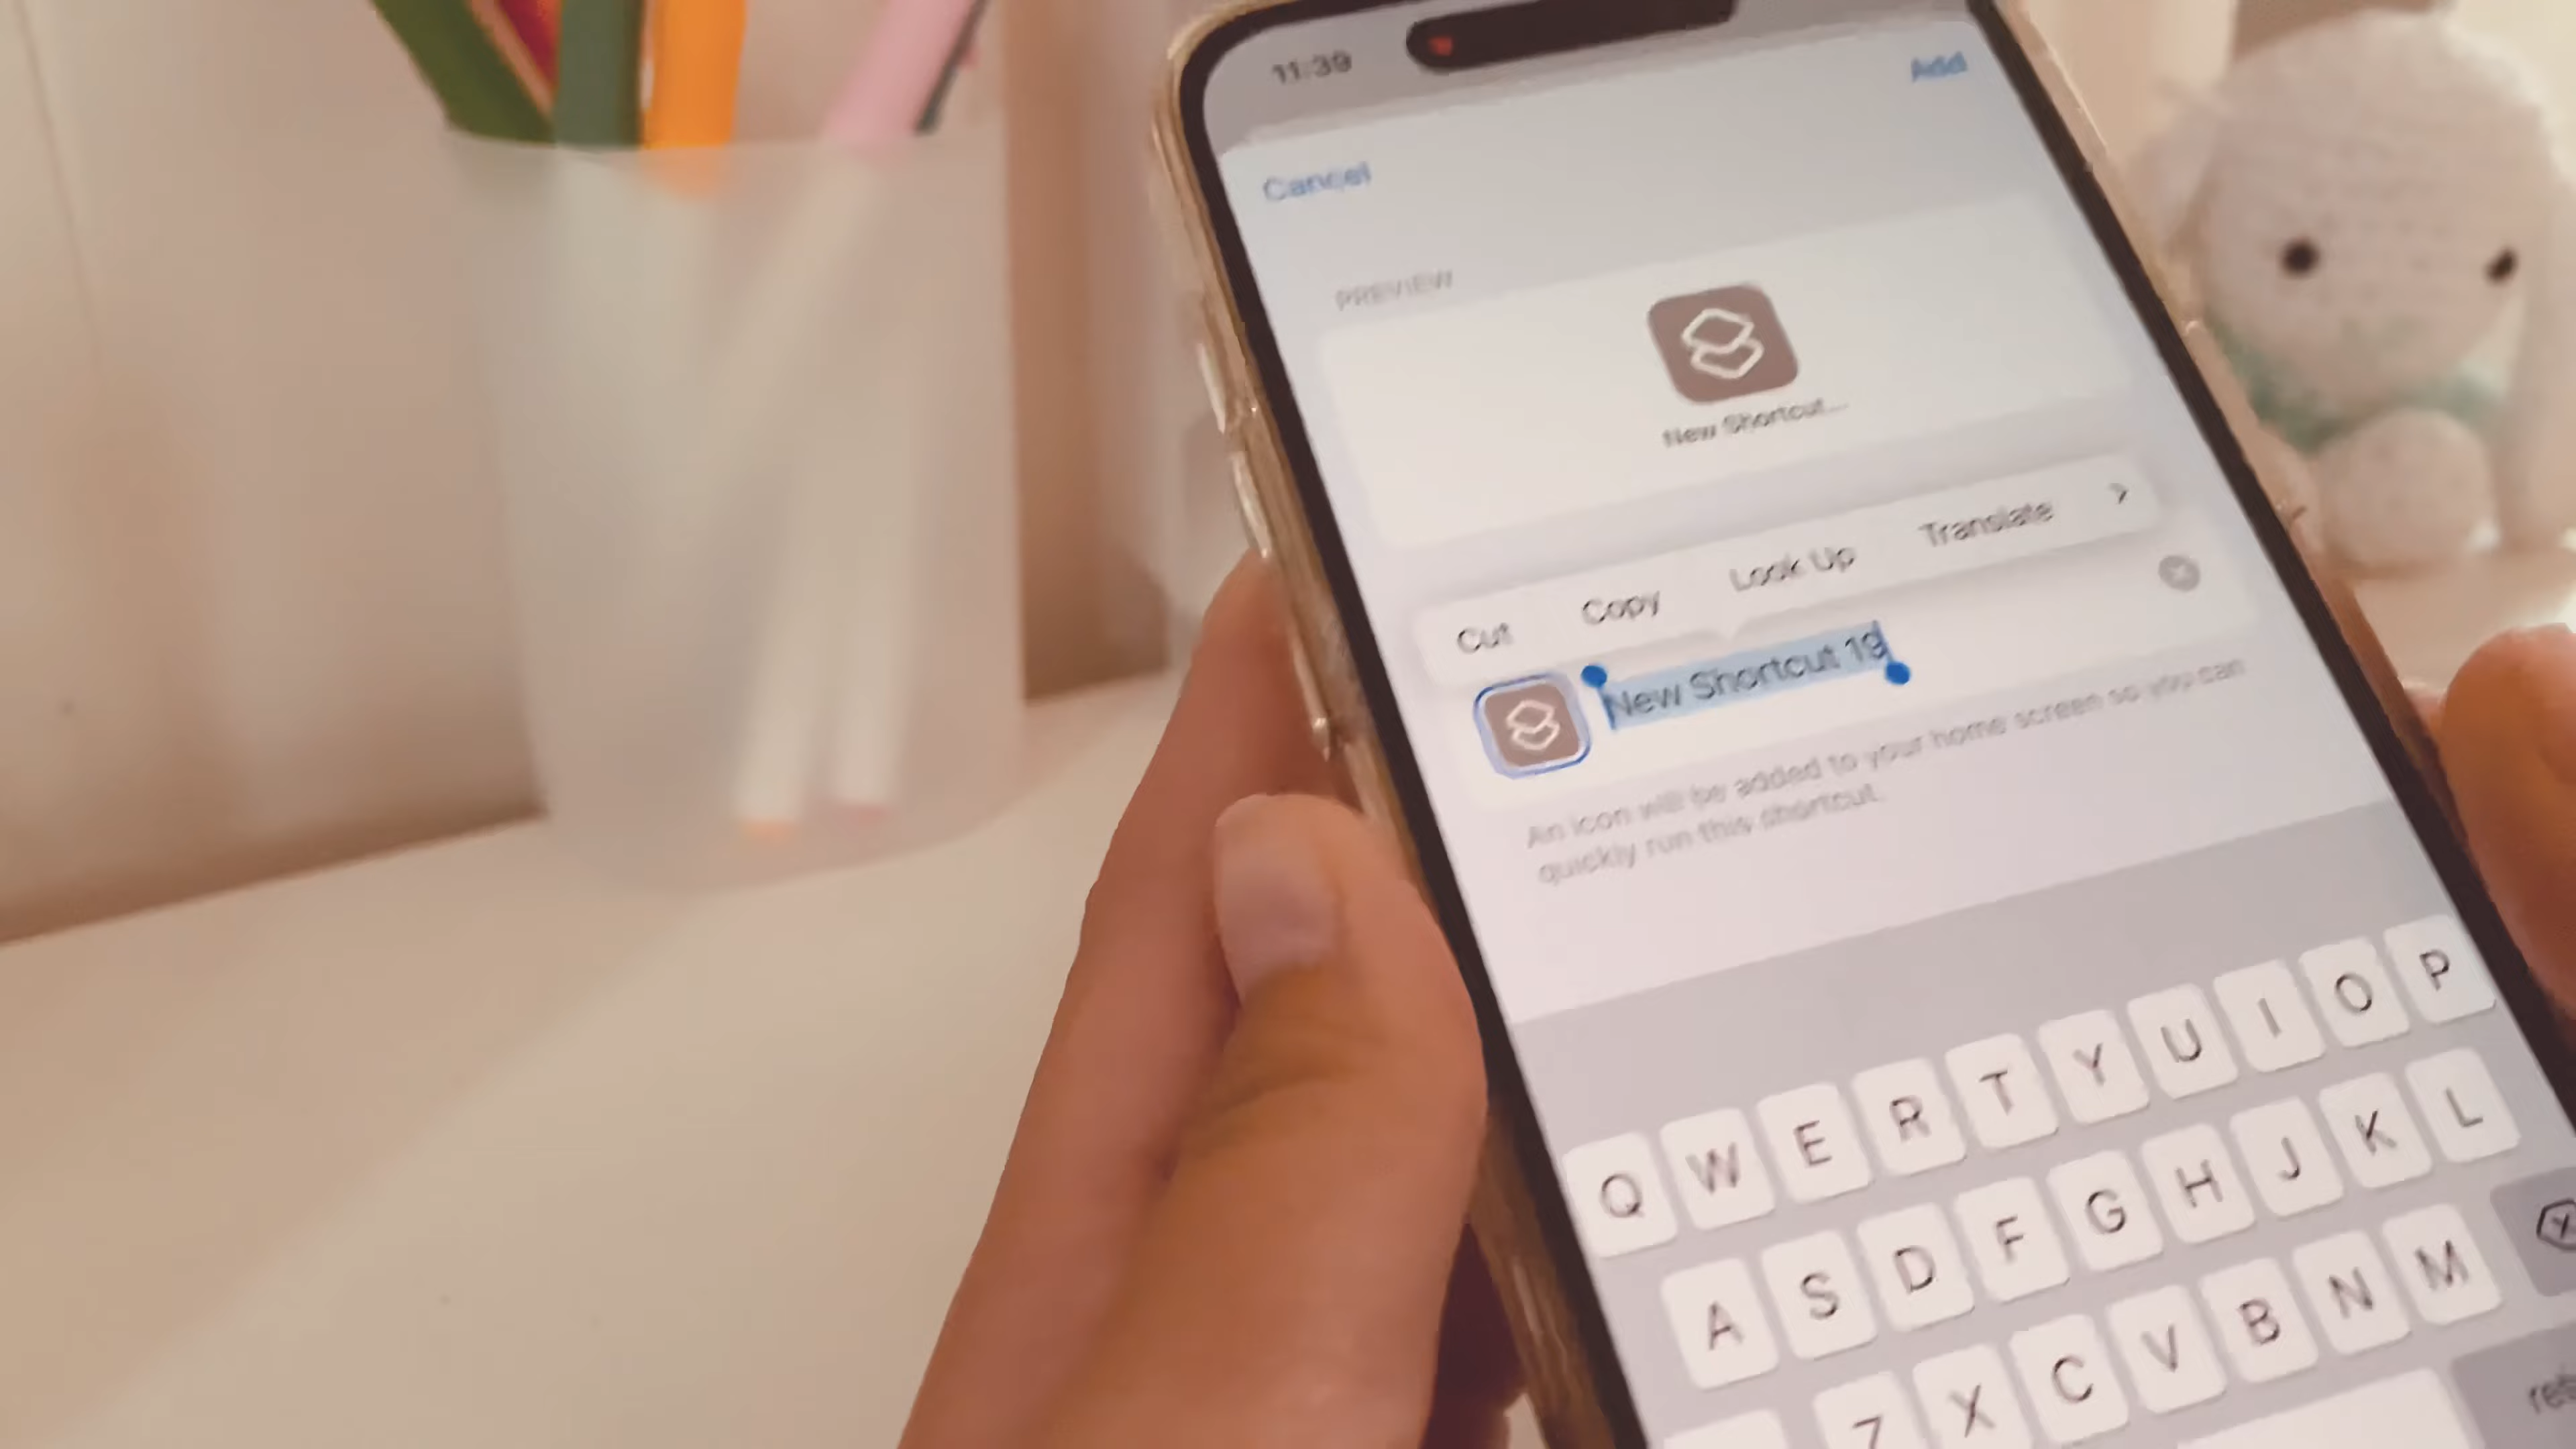 11:39
Add
Cancel
PREVIEW
New Shortcut...
Cut Copy Look Up Translate
New Shortcut 19
An icon will be added to your home screen so you can
quickly run this shortcut.
Q W E R T Y U I O P
A S D F G H J K L
Z X C V B N M